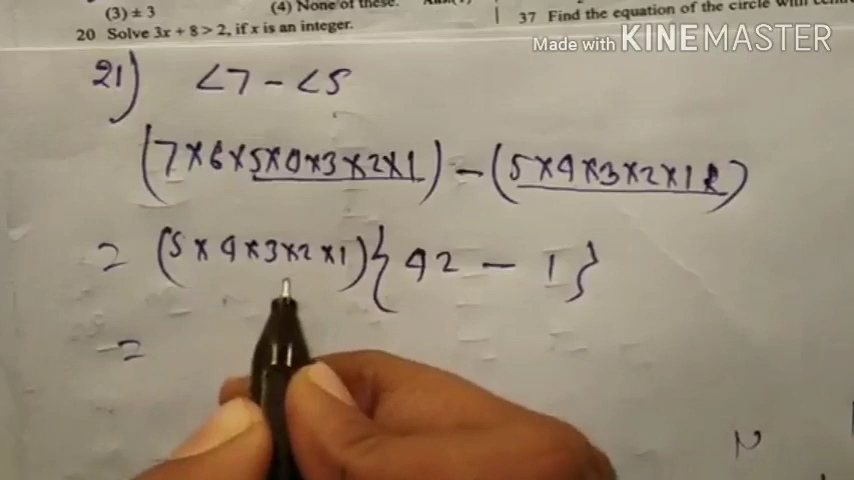 (3) ± 3
(4) None of these.
37 Find the equation of the circle with
20 Solve 3x + 8 > 2, if x is an integer.
Made with KINEMASTER
21) ∠7 - ∠5
(7×6×5×4×3×2×1) - (5×4×3×2×1)
= (5×4×3×2×1){42 - 1}
=
N